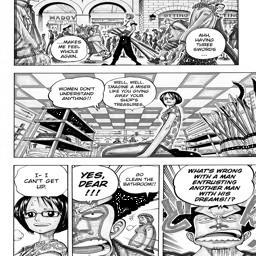 ...MAKES
ME FEEL
WHOLE
AGAIN.
AHH,
HAVING
THREE
SWORDS
WOMEN DON'T
UNDERSTAND
ANYTHING!!
WELL, WELL.
IMAGINE A MISER
LIKE YOU GIVING
AWAY YOUR
SHOP'S
TREASURES.
I- I
CAN'T GET
UP.
YES,
DEAR
!!!
GO
CLEAN THE
BATHROOM!!
WHAT'S WRONG
WITH A MAN
ENTRUSTING
ANOTHER MAN
WITH HIS
DREAMS!!?